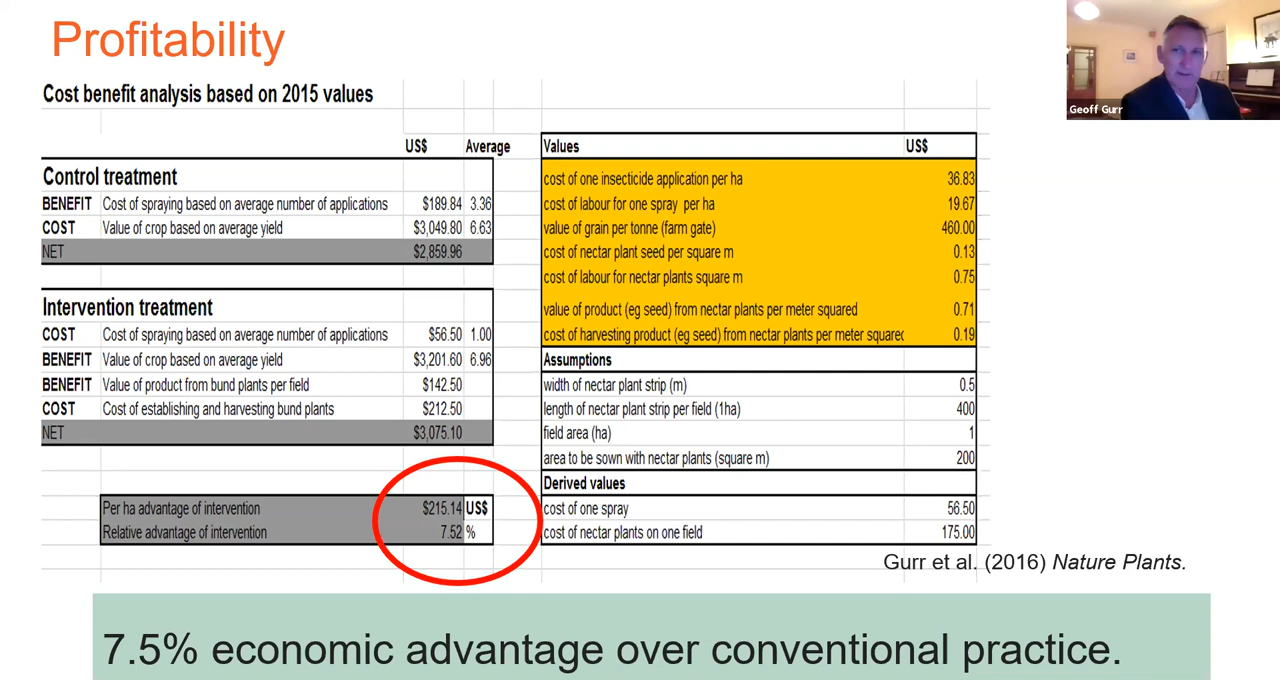 Profitability
Cost benefit analysis based on 2015 values
US$ Average
Control treatment
BENEFIT Cost of spraying based on average number of applications $189.84 3.36
COST Value of crop based on average yield $3,049.80 6.63
NET $2,859.96
Intervention treatment
COST Cost of spraying based on average number of applications $56.50 1.00
BENEFIT Value of crop based on average yield $3,201.60 6.96
BENEFIT Value of product from bund plants per field $142.50
COST Cost of establishing and harvesting bund plants $212.50
NET $3,075.10
Per ha advantage of intervention $215.14 US$
Relative advantage of intervention 7.52 %
Values US$
cost of one insecticide application per ha 36.83
cost of labour for one spray per ha 19.67
value of grain per tonne (farm gate) 460.00
cost of nectar plant seed per square m 0.13
cost of labour for nectar plants square m 0.75
value of product (eg seed) from nectar plants per meter squared 0.71
cost of harvesting product (eg seed) from nectar plants per meter squared 0.19
Assumptions
width of nectar plant strip (m) 0.5
length of nectar plant strip per field (1ha) 400
field area (ha) 1
area to be sown with nectar plants (square m) 200
Derived values
cost of one spray 56.50
cost of nectar plants on one field 175.00
Gurr et al. (2016) Nature Plants.
7.5% economic advantage over conventional practice.
Geoff Gurr